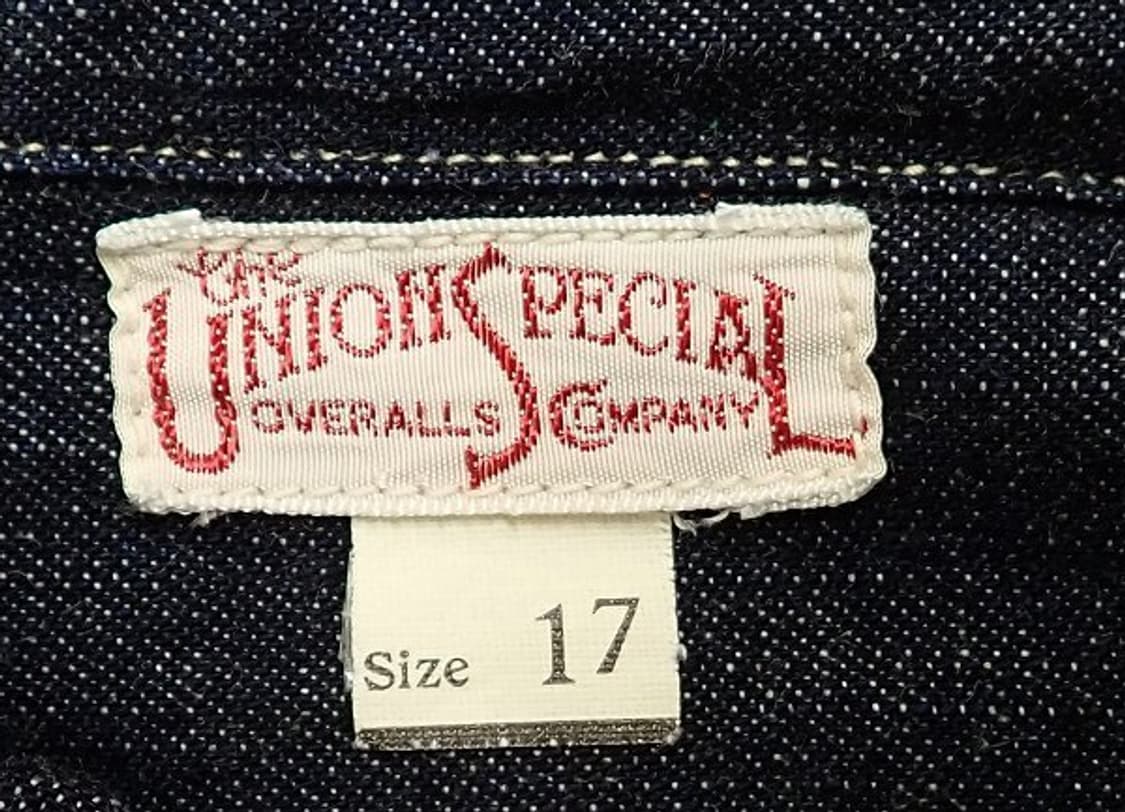 The
UNION SPECIAL
OVERALLS COMPANY
Size 17